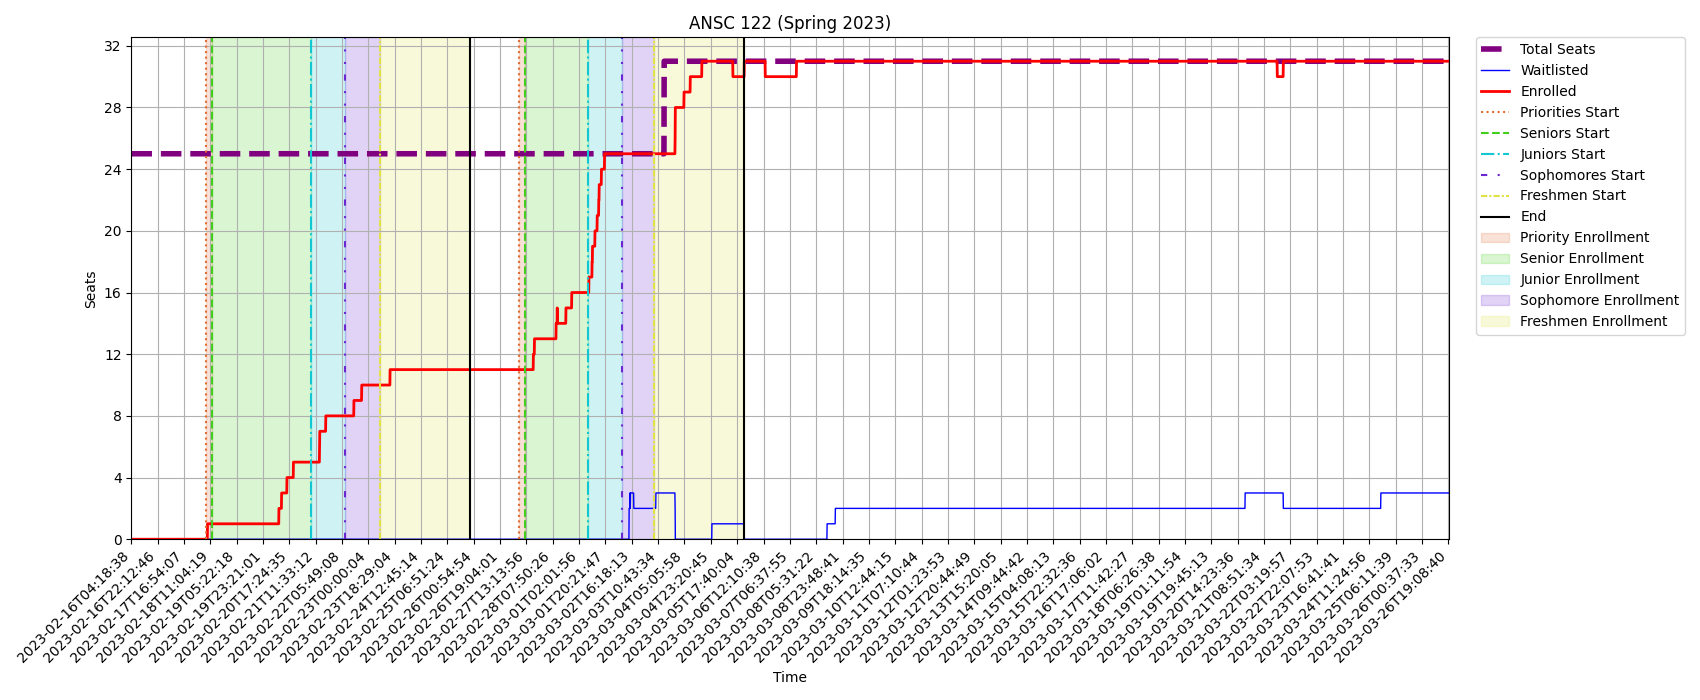 ANSC 122 (Spring 2023)
32
28
24
20
16
12
8
4
0
Seats
2023-02-16T04:18:38
2023-02-16T22:12:46
2023-02-17T16:54:07
2023-02-18T11:04:19
2023-02-19T05:22:18
2023-02-19T23:21:01
2023-02-20T17:24:35
2023-02-21T11:33:12
2023-02-22T05:49:08
2023-02-23T00:00:04
2023-02-23T18:29:04
2023-02-24T12:45:14
2023-02-25T06:51:24
2023-02-26T00:54:54
2023-02-26T19:04:01
2023-02-27T13:13:56
2023-02-28T07:50:26
2023-03-01T02:01:56
2023-03-01T20:21:47
2023-03-02T16:18:13
2023-03-03T10:43:34
2023-03-04T05:05:58
2023-03-04T23:20:45
2023-03-05T17:40:04
2023-03-06T12:10:38
2023-03-07T06:37:55
2023-03-08T05:31:22
2023-03-08T23:48:41
2023-03-09T18:14:35
2023-03-10T12:44:15
2023-03-11T07:10:44
2023-03-12T01:23:53
2023-03-12T20:44:49
2023-03-13T15:20:05
2023-03-14T09:44:42
2023-03-15T04:08:13
2023-03-15T22:32:36
2023-03-16T17:06:02
2023-03-17T11:42:27
2023-03-18T06:26:38
2023-03-19T01:11:54
2023-03-19T19:45:13
2023-03-20T14:23:36
2023-03-21T08:51:34
2023-03-22T03:19:57
2023-03-22T22:07:53
2023-03-23T16:41:41
2023-03-24T11:24:56
2023-03-25T06:11:39
2023-03-26T00:37:33
2023-03-26T19:08:40
Time
Total Seats
Waitlisted
Enrolled
Priorities Start
Seniors Start
Juniors Start
Sophomores Start
Freshmen Start
End
Priority Enrollment
Senior Enrollment
Junior Enrollment
Sophomore Enrollment
Freshmen Enrollment